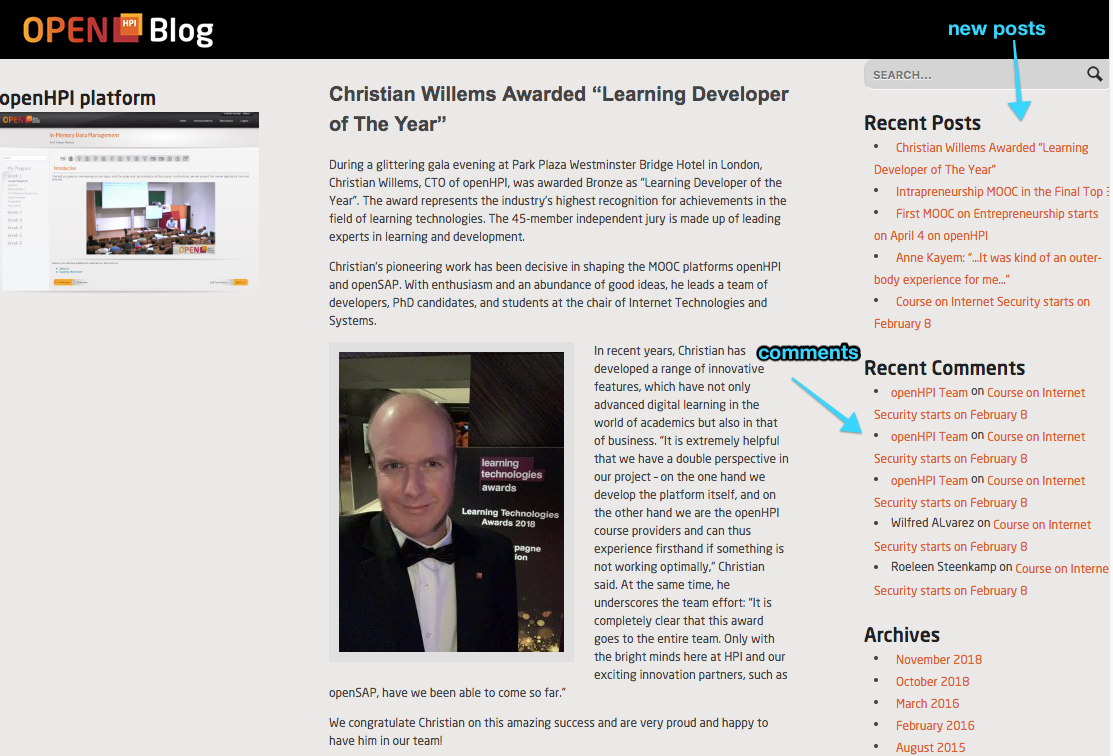 OPEN HPI Blog
new posts
SEARCH...
openHPI platform
In-Memory Data Management
Christian Willems Awarded “Learning Developer
of The Year”
During a glittering gala evening at Park Plaza Westminster Bridge Hotel in London,
Christian Willems, CTO of openHPI, was awarded Bronze as “Learning Developer of the
Year”. The award represents the industry’s highest recognition for achievements in the
field of learning technologies. The 45-member independent jury is made up of leading
experts in learning and development.
Christian’s pioneering work has been decisive in shaping the MOOC platforms openHPI
and openSAP. With enthusiasm and an abundance of good ideas, he leads a team of
developers, PhD candidates, and students at the chair of Internet Technologies and
Systems.
learning
technologies
awards
Learning Technologies
Awards 2018
In recent years, Christian has
developed a range of innovative
features, which have not only
advanced digital learning in the
world of academics but also in that
of business. “It is extremely helpful
that we have a double perspective in
our project – on the one hand we
develop the platform itself, and on
the other hand we are the openHPI
course providers and can thus
experience firsthand if something is
not working optimally,” Christian
said. At the same time, he
underscores the team effort: “It is
completely clear that this award
goes to the entire team. Only with
the bright minds here at HPI and our
exciting innovation partners, such as
openSAP, have we been able to come so far.”
We congratulate Christian on this amazing success and are very proud and happy to
have him in our team!
Recent Posts
• Christian Willems Awarded “Learning
Developer of The Year”
• Intrapreneurship MOOC in the Final Top
• First MOOC on Entrepreneurship starts
on April 4 on openHPI
• Anne Kayem: “…It was kind of an outer-
body experience for me…”
• Course on Internet Security starts on
February 8
comments
Recent Comments
• openHPI Team on Course on Internet
Security starts on February 8
• openHPI Team on Course on Internet
Security starts on February 8
• openHPI Team on Course on Internet
Security starts on February 8
• Wilfred ALvarez on Course on Internet
Security starts on February 8
• Roeleen Steenkamp on Course on Interne
Security starts on February 8
Archives
• November 2018
• October 2018
• March 2016
• February 2016
• August 2015